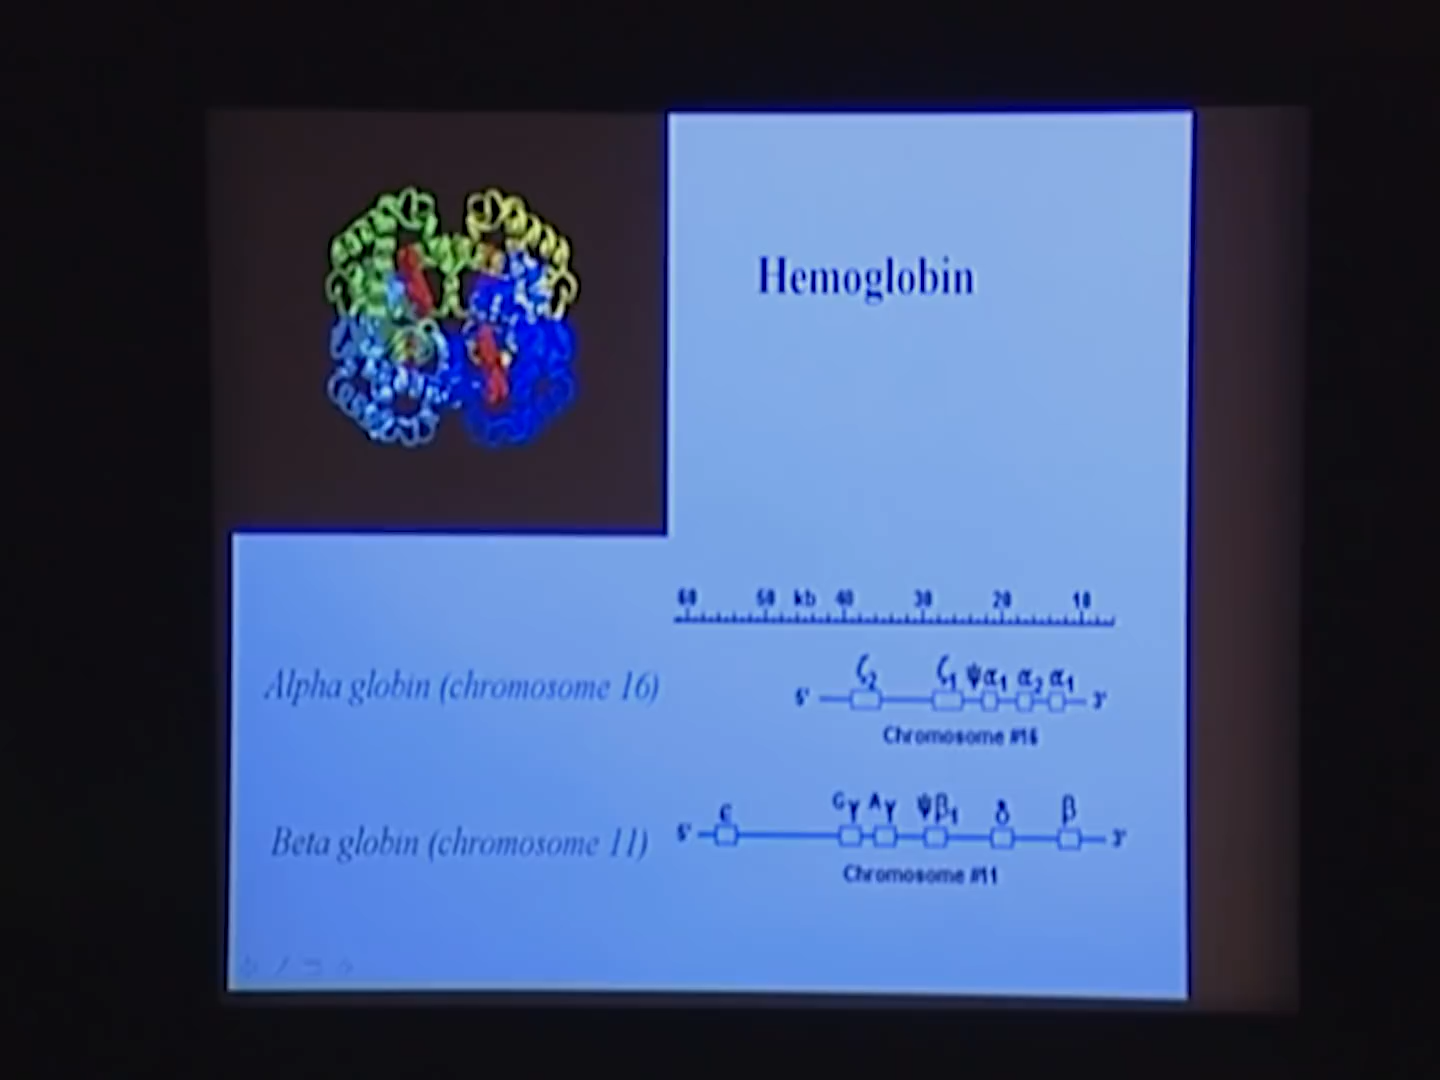 Hemoglobin
60 50 kb 40 30 20 10
Alpha globin (chromosome 16)
ζ2 ζ1 ψα1 α2 α1
5' 3'
Chromosome #16
Beta globin (chromosome 11)
ϵ Gγ Aγ ψβ1 δ β
5' 3'
Chromosome #11